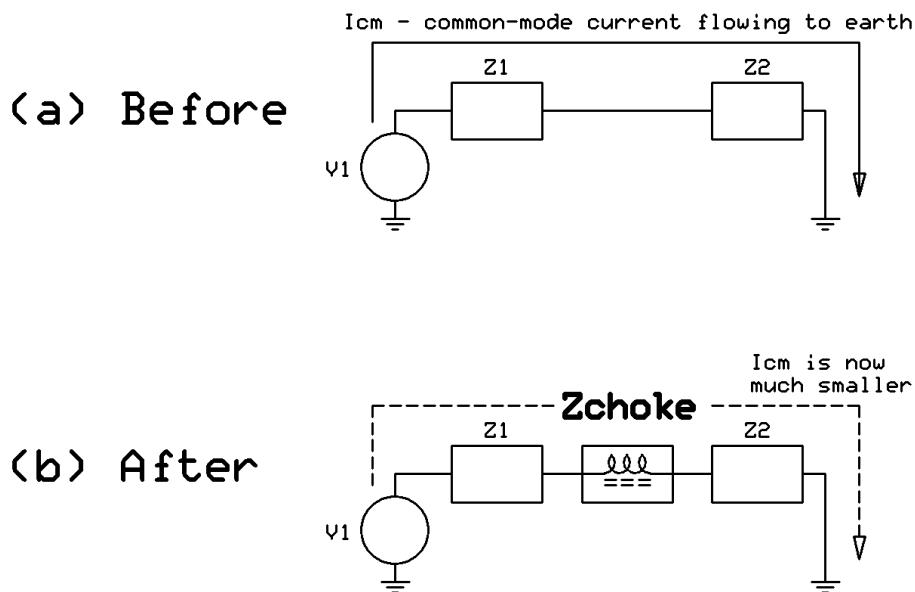 Icm - common-mode current flowing to earth
Z1
Z2
(a) Before
V1
Icm is now
much smaller
Zchoke
Z1
Z2
(b) After
V1